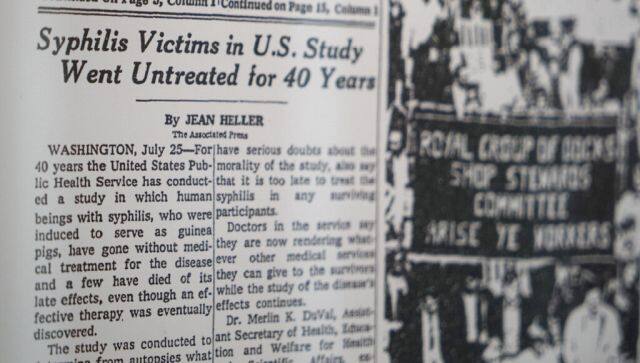 Column 1
Continued on Page 15, Column 1
Syphilis Victims in U.S. Study
Went Untreated for 40 Years
By JEAN HELLER
The Associated Press
WASHINGTON, July 25—For
40 years the United States Pub-
lic Health Service has conduct-
ed a study in which human
beings with syphilis, who were
induced to serve as guinea
pigs, have gone without medi-
cal treatment for the disease
and a few have died of its
late effects, even though an ef-
fective therapy was eventually
discovered.
The study was conducted to
from autopsies what
have serious doubts about the
morality of the study, also say
that it is too late to treat the
syphilis in any surviving
participants.
Doctors in the service say
they are now rendering what-
ever other medical services
they can give to the survivors
while the study of the disease's
effects continues.
Dr. Merlin K. DuVal, Assist-
ant Secretary of Health, Educa-
tion and Welfare for Health
Scientific Affairs, ex-
ROYAL GROUP OF DOCKS
SHOP STEWARDS
COMMITTEE
ARISE YE WORKERS